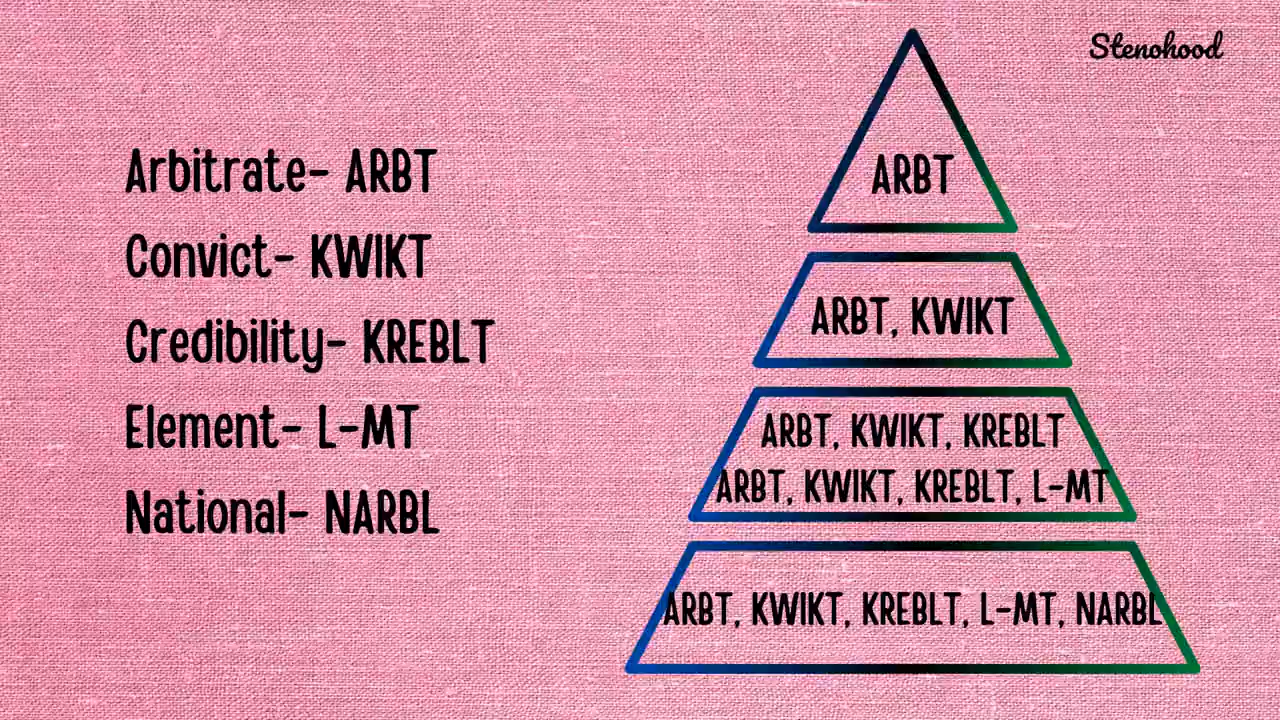 Stenohood
Arbitrate- ARBT
Convict- KWIKT
Credibility- KREBLT
Element- L-MT
National- NARBL
ARBT
ARBT, KWIKT
ARBT, KWIKT, KREBLT
ARBT, KWIKT, KREBLT, L-MT
ARBT, KWIKT, KREBLT, L-MT, NARBL